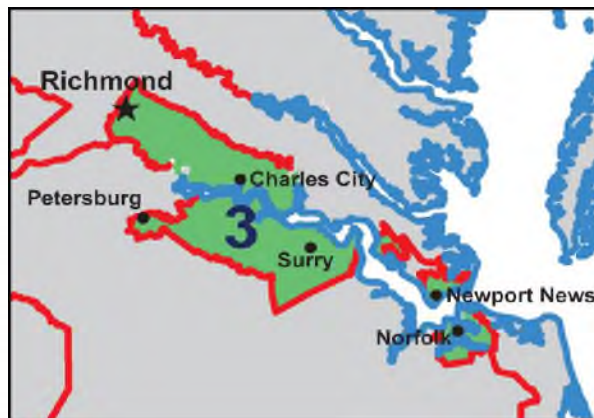 Richmond
Charles City
Petersburg
3
Surry
Newport News
Norfolk